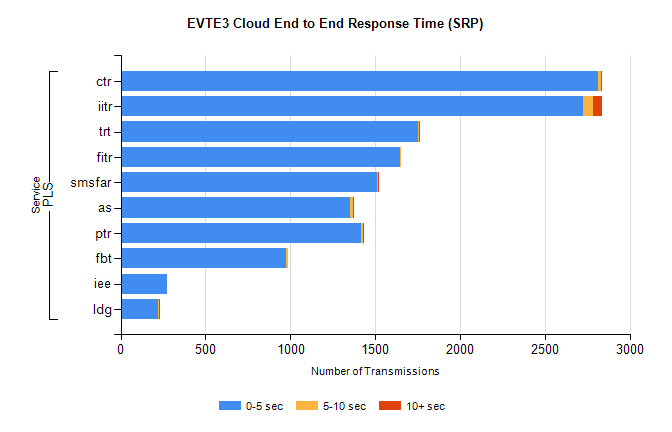 EVTE3 Cloud End to End Response Time (SRP)
Service
PLS
ctr
iitr
trt
fitr
smsfar
as
ptr
fbt
iee
ldg
0 500 1000 1500 2000 2500 3000
Number of Transmissions
0-5 sec 5-10 sec 10+ sec